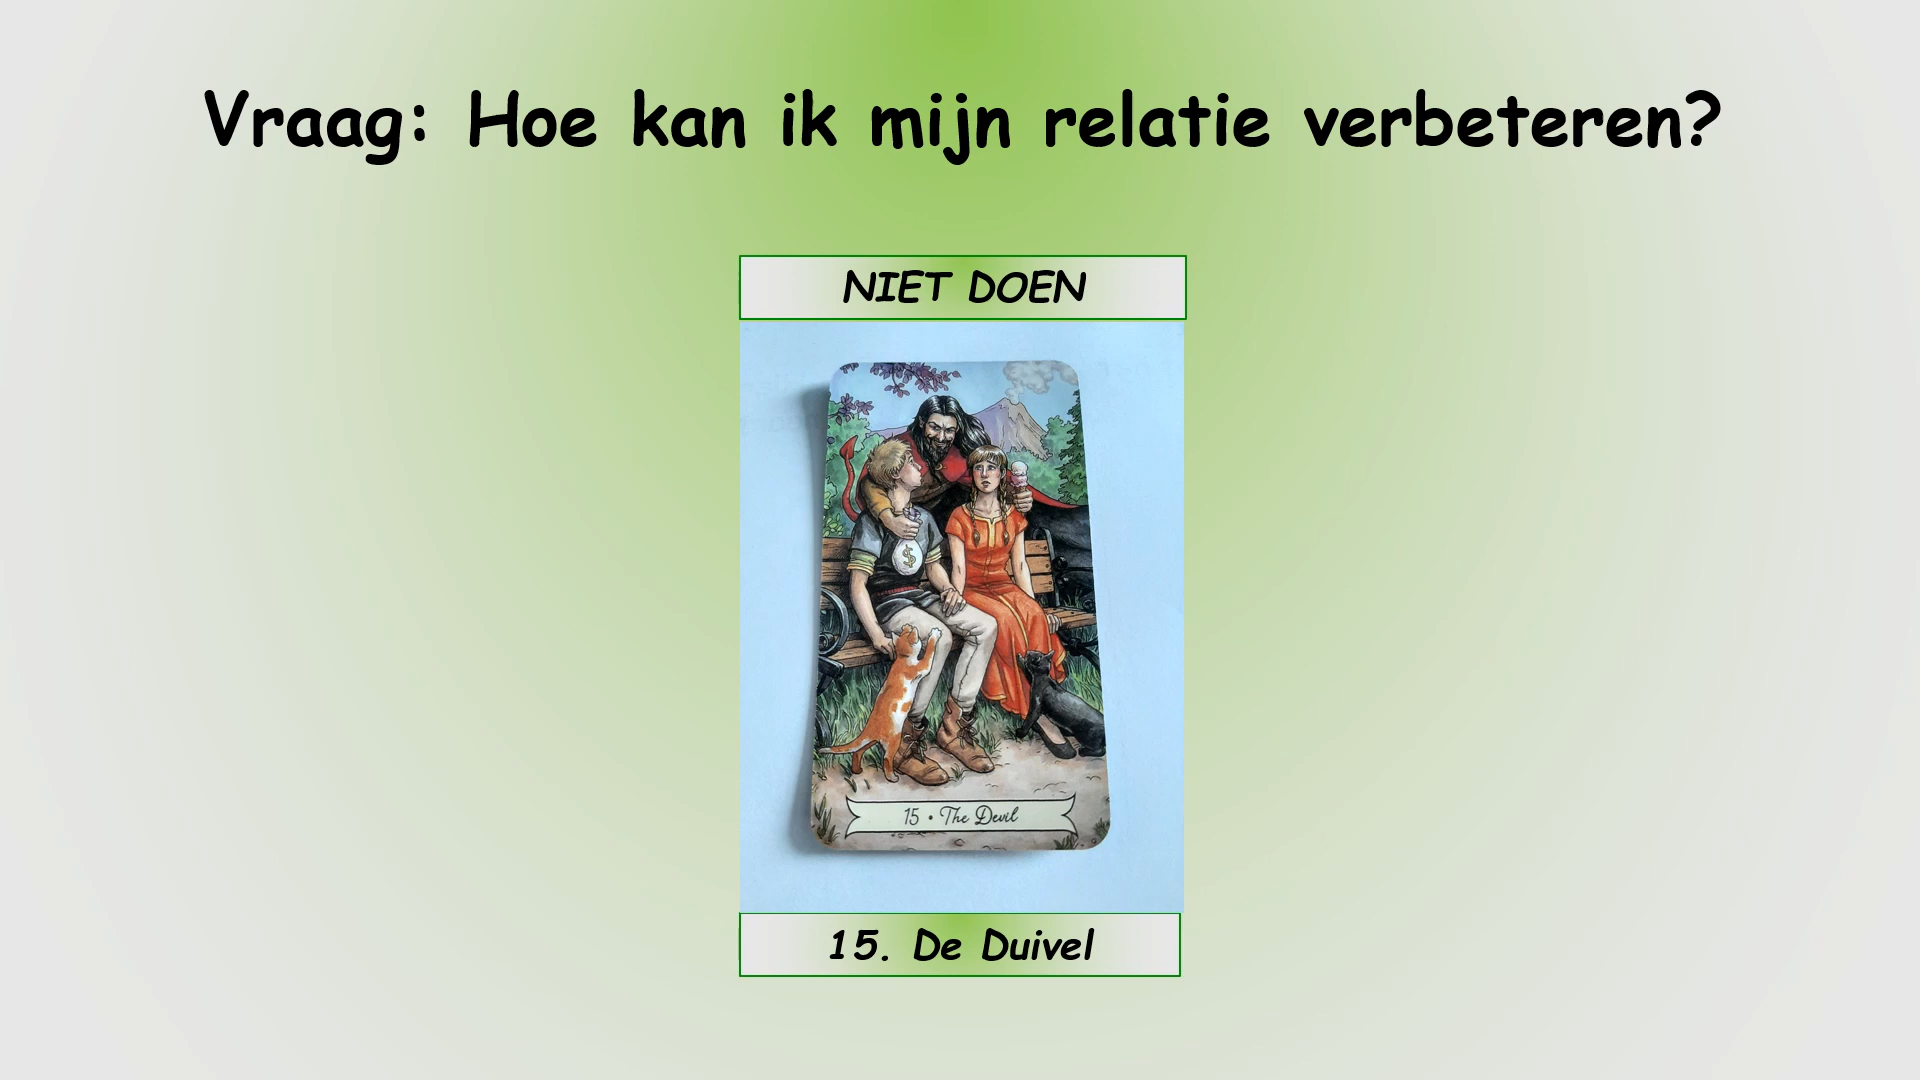 Vraag: Hoe kan ik mijn relatie verbeteren?
NIET DOEN
$
15 • The Devil
15. De Duivel